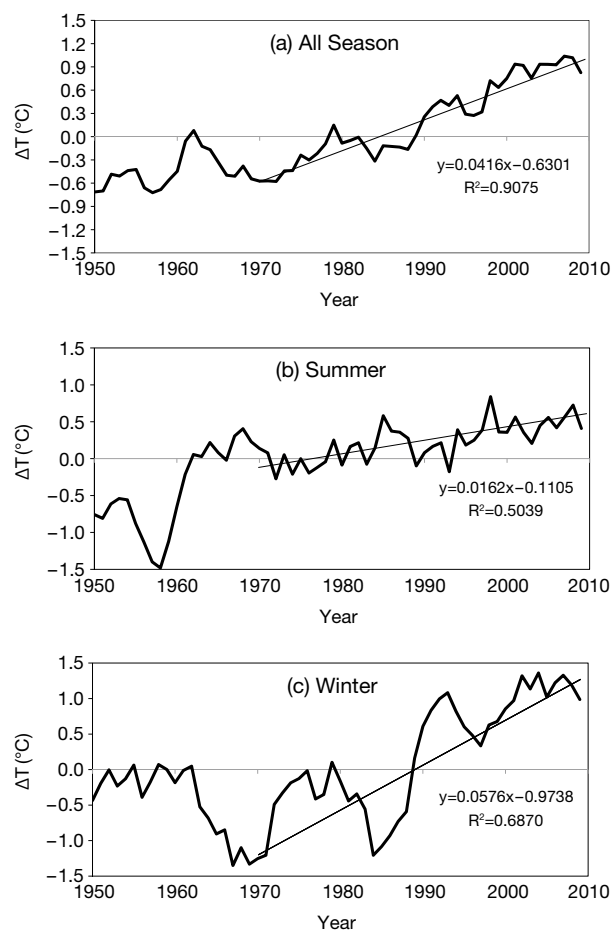 (a) All Season
1.5
1.2
0.9
0.6
0.3
0.0
−0.3
−0.6
−0.9
−1.2
−1.5
ΔT (°C)
y=0.0416x−0.6301
R²=0.9075
1950 1960 1970 1980 1990 2000 2010
Year
(b) Summer
1.5
1.0
0.5
0.0
−0.5
−1.0
−1.5
ΔT (°C)
y=0.0162x−0.1105
R²=0.5039
1950 1960 1970 1980 1990 2000 2010
Year
(c) Winter
1.5
1.0
0.5
0.0
−0.5
−1.0
−1.5
ΔT (°C)
y=0.0576x−0.9738
R²=0.6870
1950 1960 1970 1980 1990 2000 2010
Year